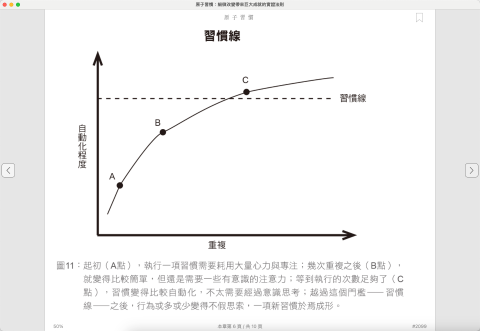 原子習慣：細微改變帶來巨大成就的實證法則
原子習慣
習慣線
C
習慣線
B
自動化程度
A
重複
圖11：起初（A點），執行一項習慣需要耗用大量心力與專注；幾次重複之後（B點），
就變得比較簡單，但還是需要一些有意識的注意力；等到執行的次數足夠了（C
點），習慣變得比較自動化，不太需要經過意識思考；越過這個門檻——習慣
線——之後，行為或多或少變得不假思索，一項新習慣於焉成形。
50%
本章第 8 頁 / 共 10 頁